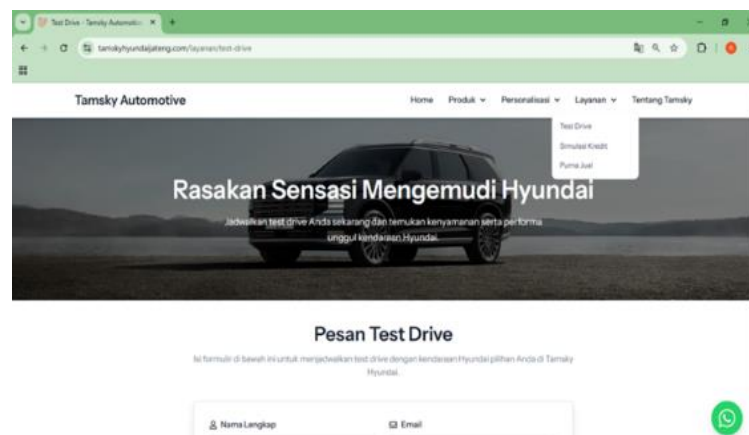 Test Drive - Tamsky Automotiv
tamskyhyundaijateng.com/layanan/test-drive
Tamsky Automotive
Home Produk Personalisasi Layanan Tentang Tamsky
Test Drive
Simulasi Kredit
Purna Jual
Rasakan Sensasi Mengemudi Hyundai
Jadwalkan test drive Anda sekarang dan temukan kenyamanan serta performa
unggul kendaraan Hyundai.
Pesan Test Drive
Isi formulir di bawah ini untuk menjadwalkan test drive dengan kendaraan Hyundai pilihan Anda di Tamsky
Hyundai.
Nama Lengkap Email